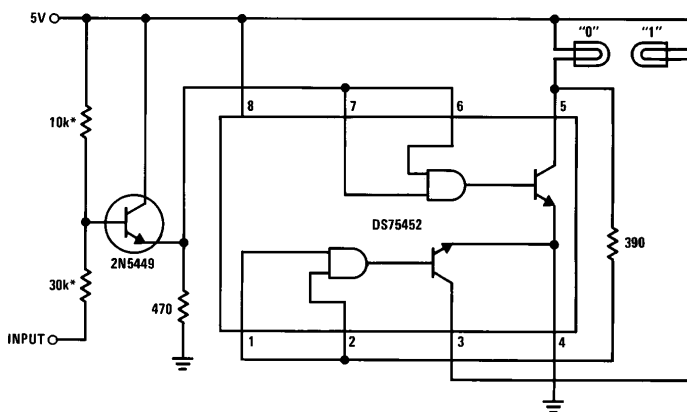 5V
"0" "1"
8 7 6 5
10k*
DS75452
390
2N5449
30k*
470
INPUT
1 2 3 4